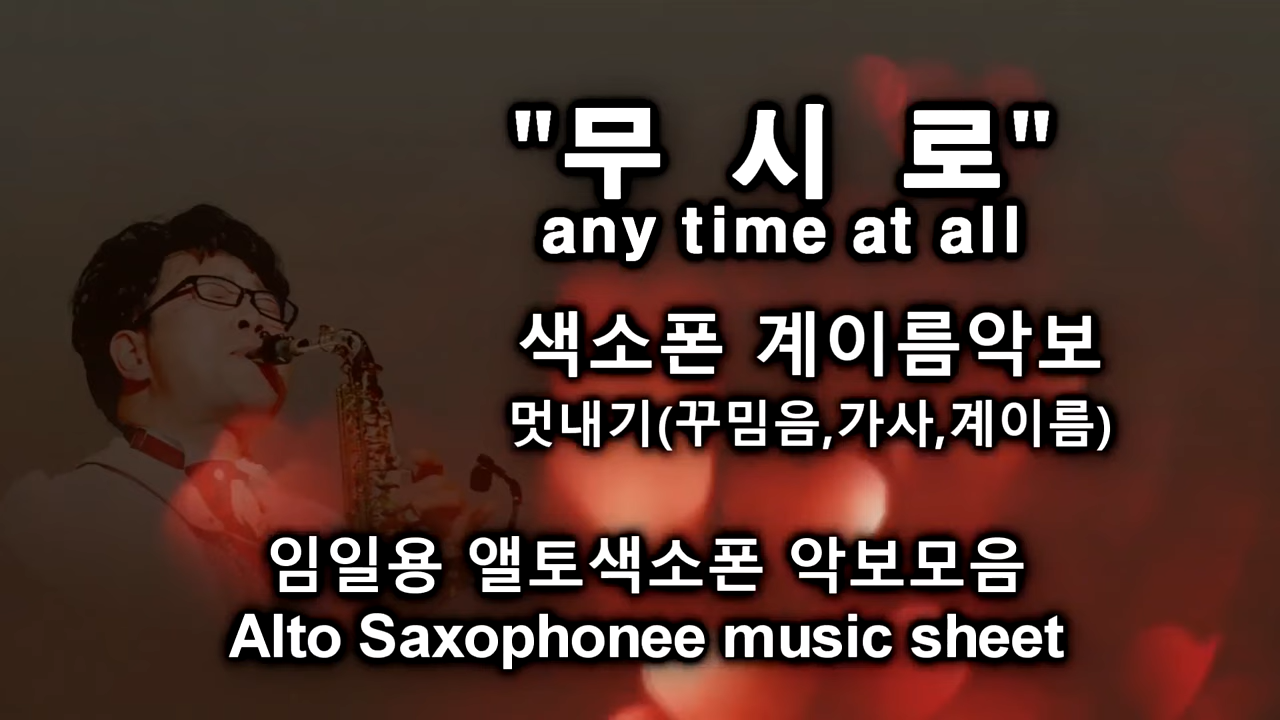 "무 시 로"
any time at all
색소폰 계이름악보
멋내기(꾸밈음,가사,계이름)
임일용 앨토색소폰 악보모음
Alto Saxophonee music sheet